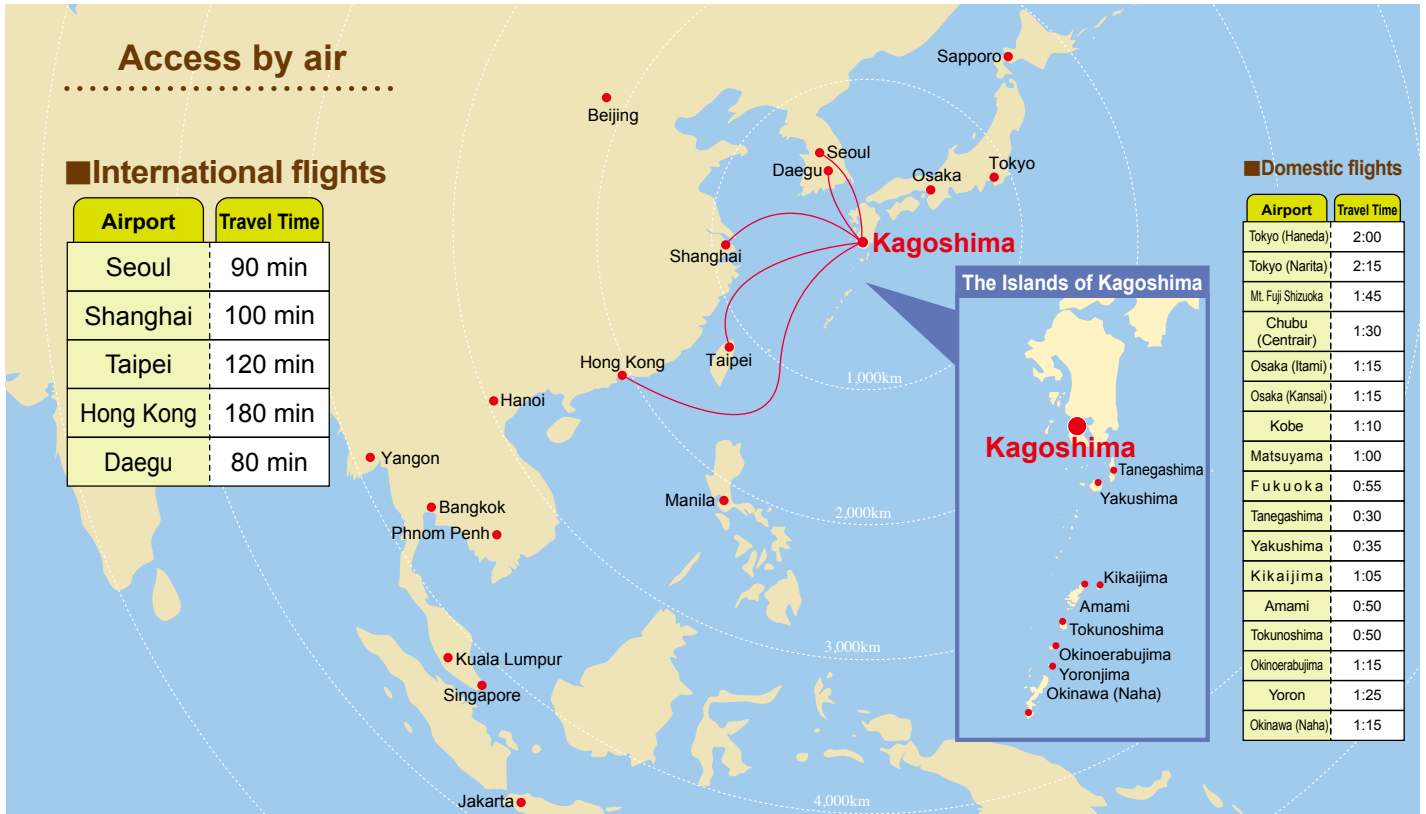 Access by air
■International flights
Airport Travel Time
Seoul 90 min
Shanghai 100 min
Taipei 120 min
Hong Kong 180 min
Daegu 80 min
Sapporo
Beijing
Seoul
Daegu
Osaka
Tokyo
Shanghai
Kagoshima
Hong Kong
Taipei
Hanoi
Yangon
Bangkok
Phnom Penh
Manila
Kuala Lumpur
Singapore
Jakarta
1,000km
2,000km
3,000km
4,000km
The Islands of Kagoshima
Kagoshima
Tanegashima
Yakushima
Kikaijima
Amami
Tokunoshima
Okinoerabujima
Yoronjima
Okinawa (Naha)
■Domestic flights
Airport Travel Time
Tokyo (Haneda) 2:00
Tokyo (Narita) 2:15
Mt. Fuji Shizuoka 1:45
Chubu
(Centrair) 1:30
Osaka (Itami) 1:15
Osaka (Kansai) 1:15
Kobe 1:10
Matsuyama 1:00
Fukuoka 0:55
Tanegashima 0:30
Yakushima 0:35
Kikaijima 1:05
Amami 0:50
Tokunoshima 0:50
Okinoerabujima 1:15
Yoron 1:25
Okinawa (Naha) 1:15